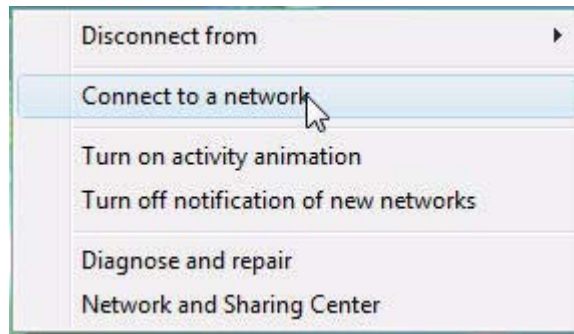 Disconnect from
Connect to a network
Turn on activity animation
Turn off notification of new networks
Diagnose and repair
Network and Sharing Center